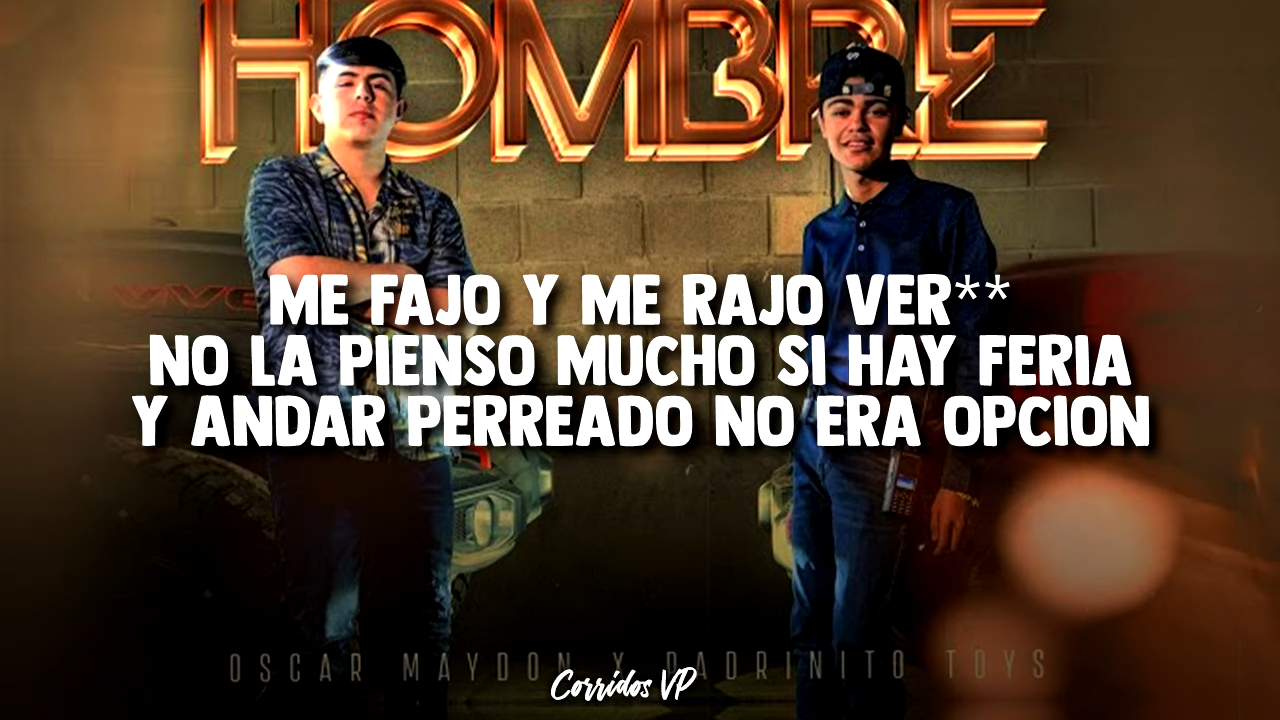 HOMBRE
ME FAJO Y ME RAJO VER**
NO LA PIENSO MUCHO SI HAY FERIA
Y ANDAR PERREADO NO ERA OPCION
OSCAR MAYDON X PADRINITO TOYS
Corridos VP